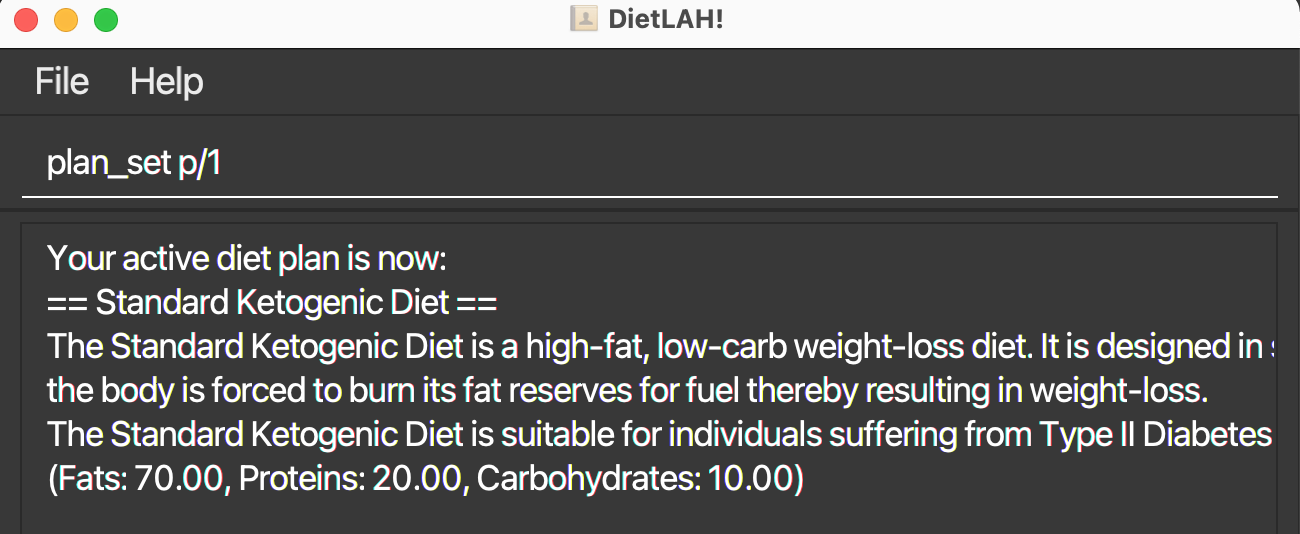 DietLAH!
File Help
plan_set p/1
Your active diet plan is now:
== Standard Ketogenic Diet ==
The Standard Ketogenic Diet is a high-fat, low-carb weight-loss diet. It is designed in
the body is forced to burn its fat reserves for fuel thereby resulting in weight-loss.
The Standard Ketogenic Diet is suitable for individuals suffering from Type II Diabetes
(Fats: 70.00, Proteins: 20.00, Carbohydrates: 10.00)